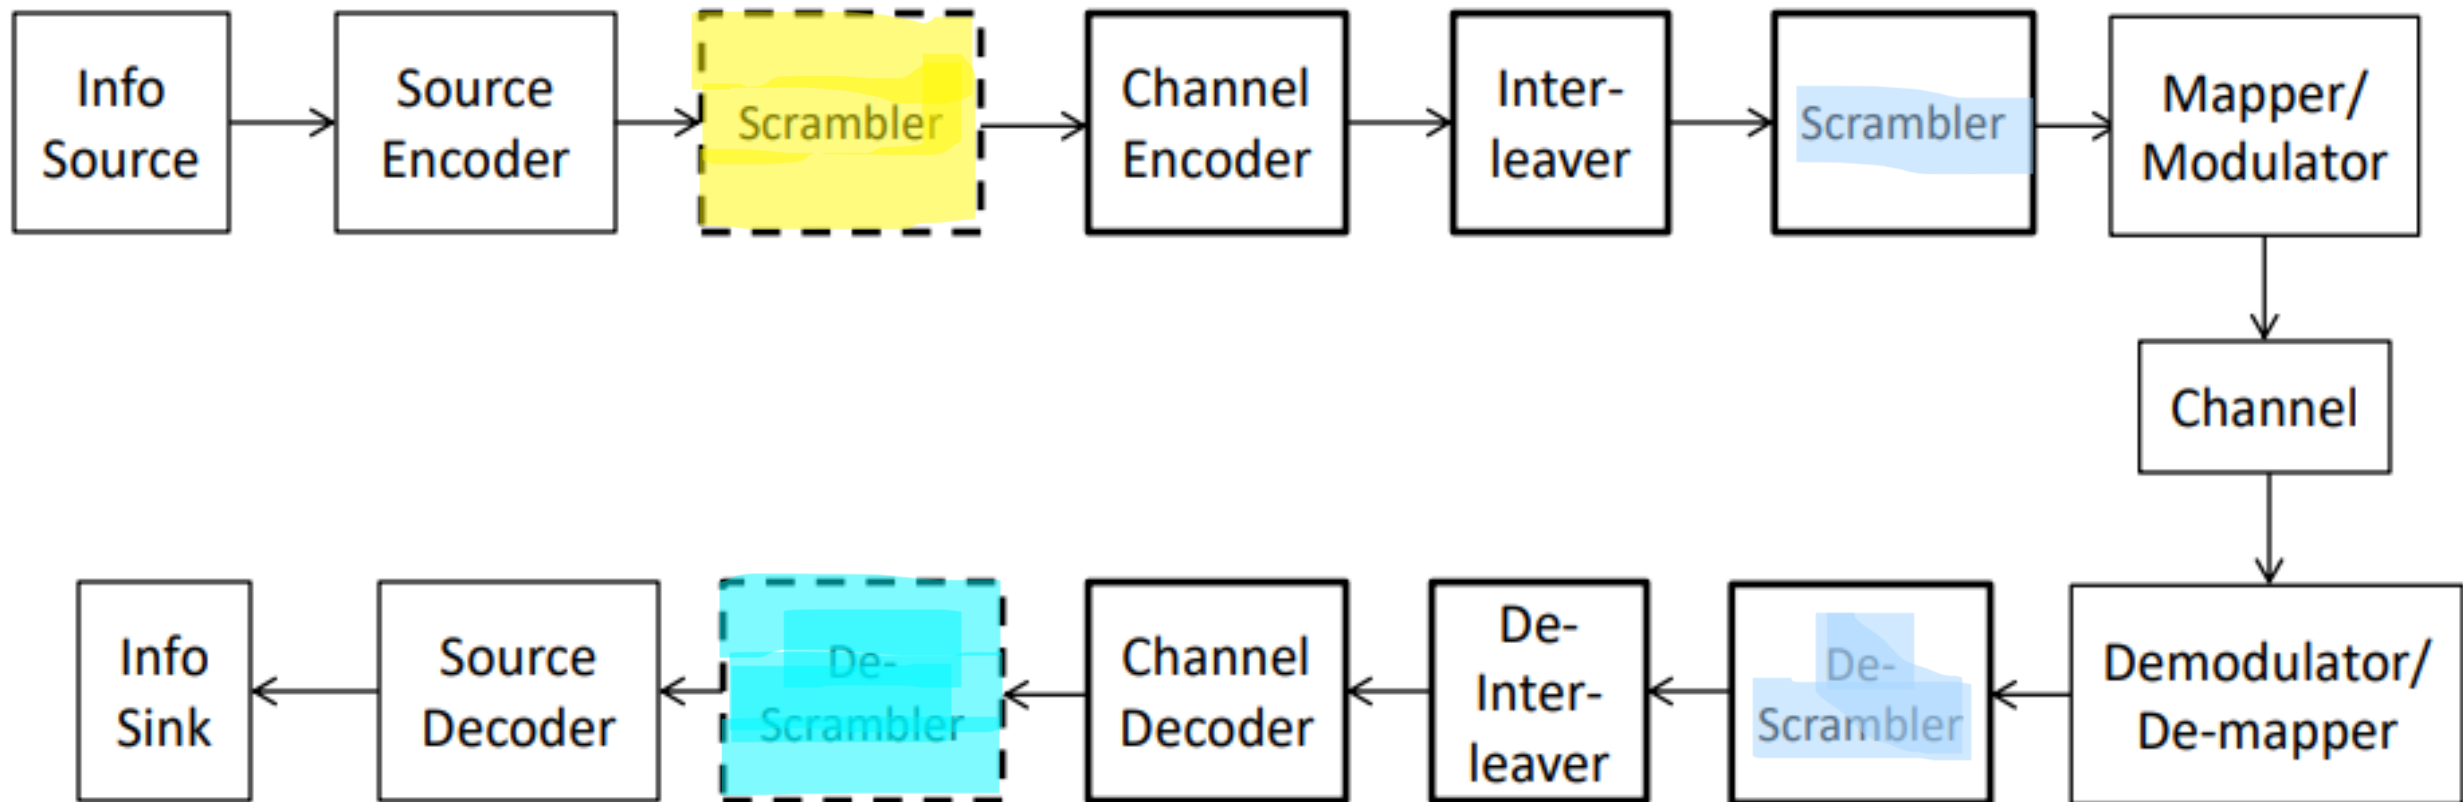 Info
Source
Source
Encoder
Scrambler
Channel
Encoder
Inter-
leaver
Scrambler
Mapper/
Modulator
Channel
Demodulator/
De-mapper
De-
Scrambler
De-
Inter-
leaver
Channel
Decoder
De-
Scrambler
Source
Decoder
Info
Sink